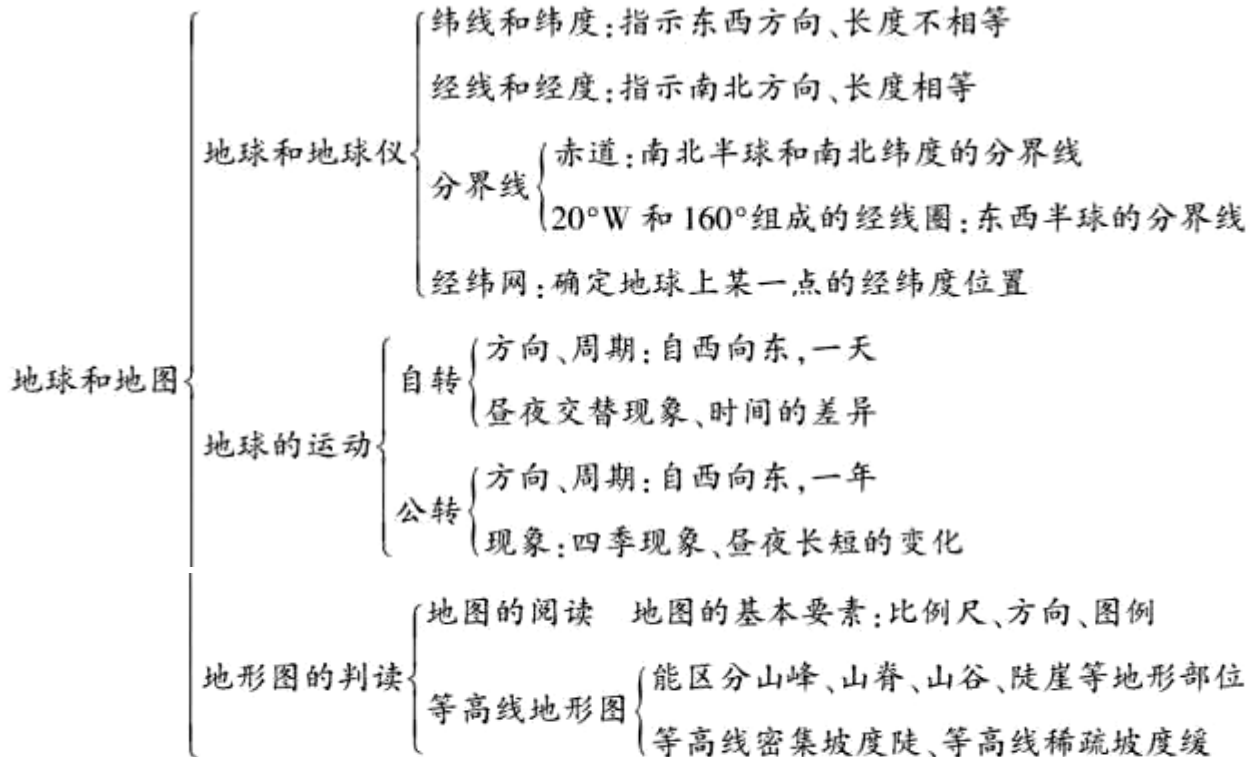 地球和地图
地球和地球仪
纬线和纬度:指示东西方向、长度不相等
经线和经度:指示南北方向、长度相等
分界线
赤道:南北半球和南北纬度的分界线
20°W 和 160°组成的经线圈:东西半球的分界线
经纬网:确定地球上某一点的经纬度位置
地球的运动
自转
方向、周期:自西向东,一天
昼夜交替现象、时间的差异
公转
方向、周期:自西向东,一年
现象:四季现象、昼夜长短的变化
地形图的判读
地图的阅读 地图的基本要素:比例尺、方向、图例
等高线地形图
能区分山峰、山脊、山谷、陡崖等地形部位
等高线密集坡度陡、等高线稀疏坡度缓